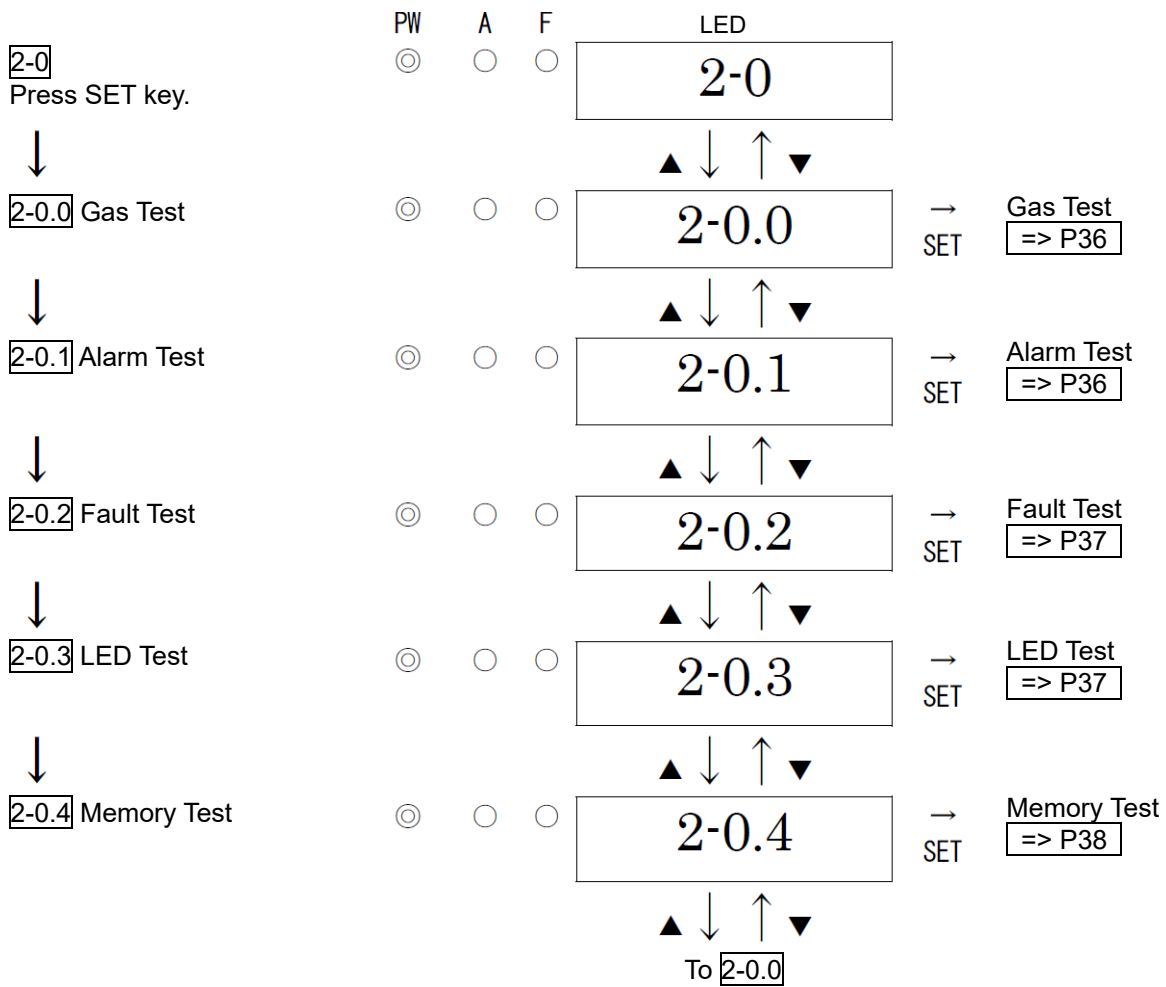 PW A F LED
2-0 ◎ ○ ○ 2-0
Press SET key.
↓ ▲ ↓ ↑ ▼
2-0.0 Gas Test ◎ ○ ○ 2-0.0 → Gas Test
SET => P36
↓ ▲ ↓ ↑ ▼
2-0.1 Alarm Test ◎ ○ ○ 2-0.1 → Alarm Test
SET => P36
↓ ▲ ↓ ↑ ▼
2-0.2 Fault Test ◎ ○ ○ 2-0.2 → Fault Test
SET => P37
↓ ▲ ↓ ↑ ▼
2-0.3 LED Test ◎ ○ ○ 2-0.3 → LED Test
SET => P37
↓ ▲ ↓ ↑ ▼
2-0.4 Memory Test ◎ ○ ○ 2-0.4 → Memory Test
SET => P38
▲ ↓ ↑ ▼
To 2-0.0